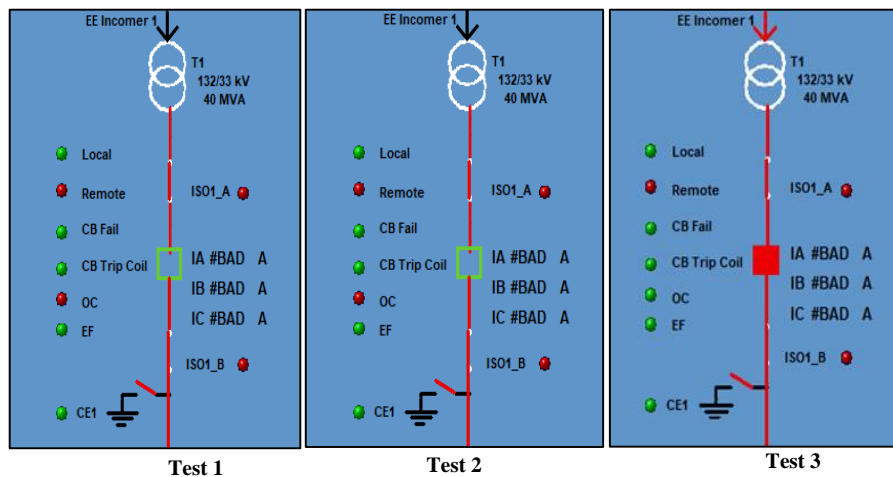 EE Incomer 1
T1
132/33 kV
40 MVA
Local
Remote
ISO1_A
CB Fail
CB Trip Coil
IA #BAD A
IB #BAD A
OC
IC #BAD A
EF
ISO1_B
CE1
Test 1
EE Incomer 1
T1
132/33 kV
40 MVA
Local
Remote
ISO1_A
CB Fail
CB Trip Coil
IA #BAD A
IB #BAD A
OC
IC #BAD A
EF
ISO1_B
CE1
Test 2
EE Incomer 1
T1
132/33 kV
40 MVA
Local
Remote
ISO1_A
CB Fail
CB Trip Coil
IA #BAD A
IB #BAD A
OC
IC #BAD A
EF
ISO1_B
CE1
Test 3